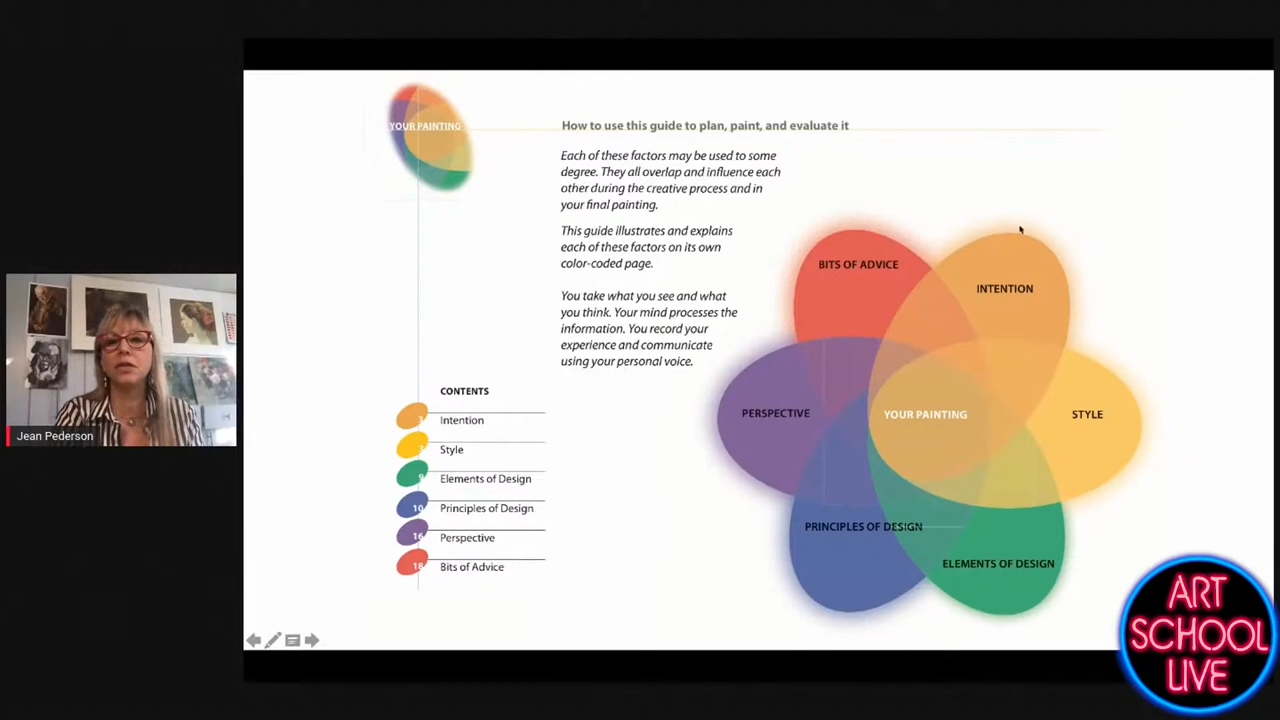 YOUR PAINTING
How to use this guide to plan, paint, and evaluate it
Each of these factors may be used to some
degree. They all overlap and influence each
other during the creative process and in
your final painting.
This guide illustrates and explains
each of these factors on its own
color-coded page.
You take what you see and what
you think. Your mind processes the
information. You record your
experience and communicate
using your personal voice.
CONTENTS
Intention
Style
Elements of Design
10 Principles of Design
16 Perspective
18 Bits of Advice
BITS OF ADVICE
INTENTION
PERSPECTIVE
YOUR PAINTING
STYLE
PRINCIPLES OF DESIGN
ELEMENTS OF DESIGN
Jean Pederson
ART
SCHOOL
LIVE